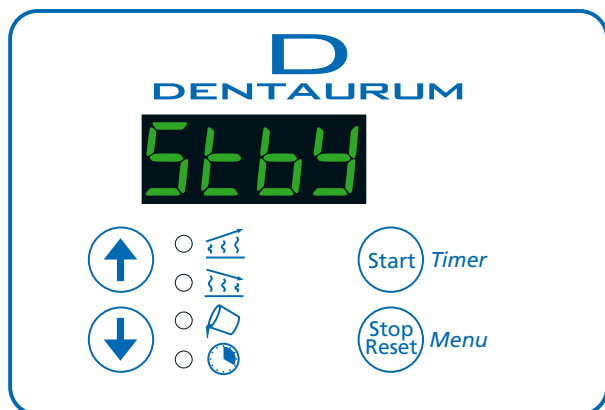 D
DENTAURUM
Stby
Start Timer
Stop
Reset Menu